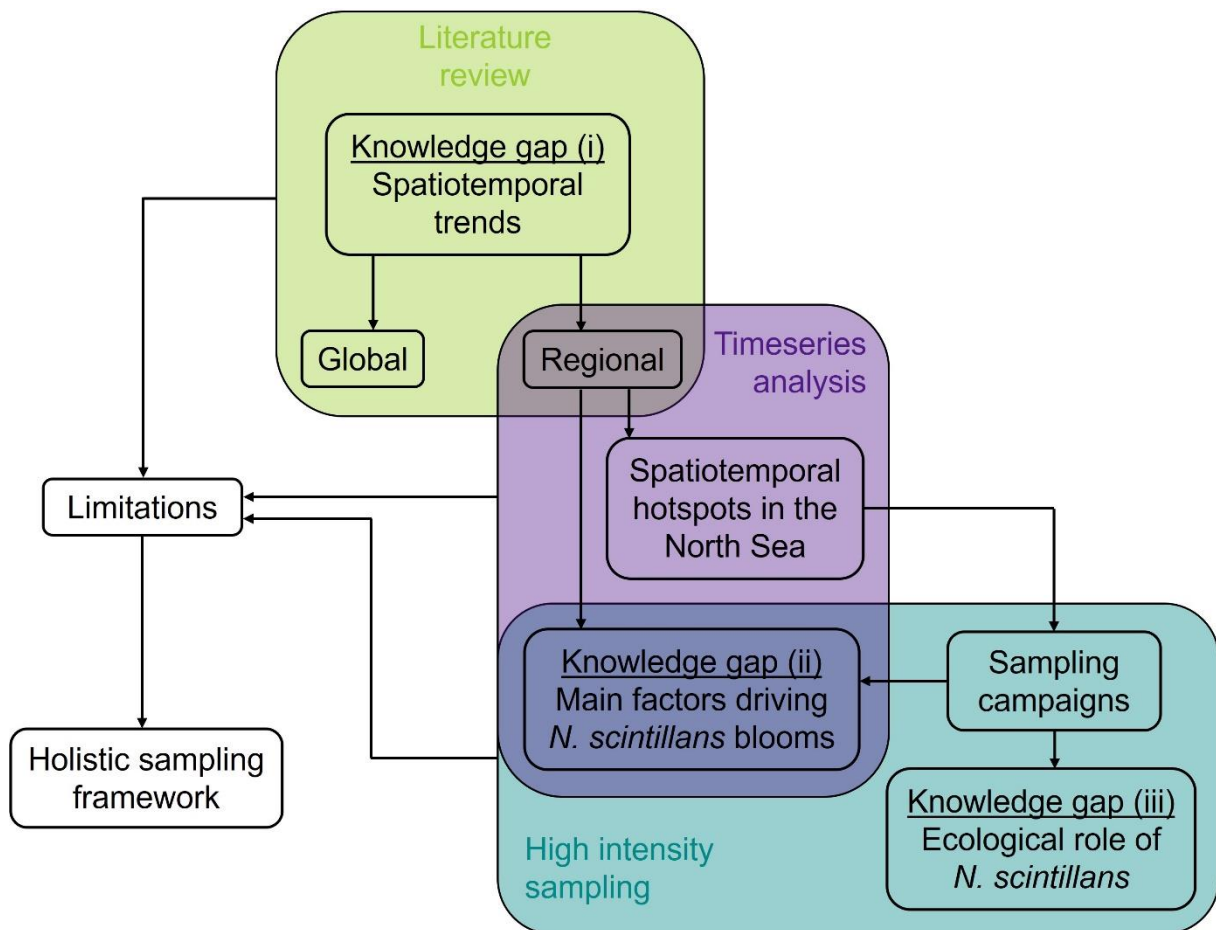 Literature
review
Knowledge gap (i)
Spatiotemporal
trends
Global
Regional
Timeseries
analysis
Spatiotemporal
hotspots in the
North Sea
Limitations
Knowledge gap (ii)
Main factors driving
N. scintillans blooms
Sampling
campaigns
Holistic sampling
framework
Knowledge gap (iii)
Ecological role of
N. scintillans
High intensity
sampling